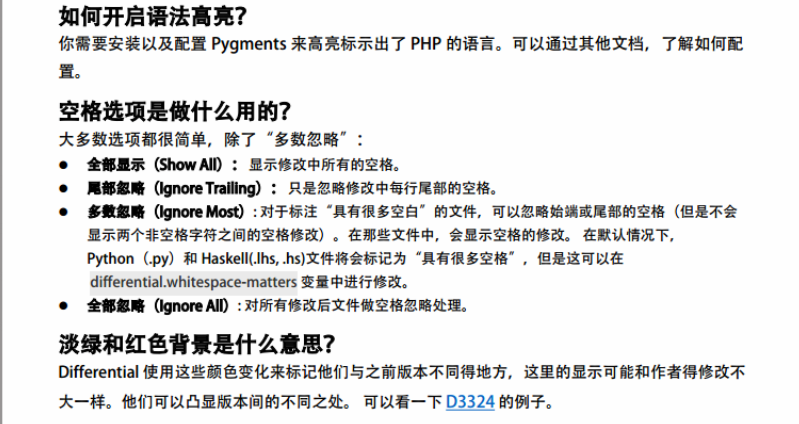 如何开启语法高亮？
你需要安装以及配置 Pygments 来高亮标示出了 PHP 的语言。可以通过其他文档，了解如何配
置。
空格选项是做什么用的？
大多数选项都很简单，除了“多数忽略”：
● 全部显示（Show All）： 显示修改中所有的空格。
● 尾部忽略（Ignore Trailing）： 只是忽略修改中每行尾部的空格。
● 多数忽略（Ignore Most）: 对于标注“具有很多空白”的文件，可以忽略始端或尾部的空格（但是不会
显示两个非空格字符之间的空格修改）。在那些文件中，会显示空格的修改。 在默认情况下，
Python（.py）和 Haskell(.lhs, .hs)文件将会标记为“具有很多空格”，但是这可以在
differential.whitespace-matters 变量中进行修改。
● 全部忽略（Ignore All）: 对所有修改后文件做空格忽略处理。
淡绿和红色背景是什么意思？
Differential 使用这些颜色变化来标记他们与之前版本不同得地方，这里的显示可能和作者得修改不
大一样。他们可以凸显版本间的不同之处。 可以看一下 D3324 的例子。